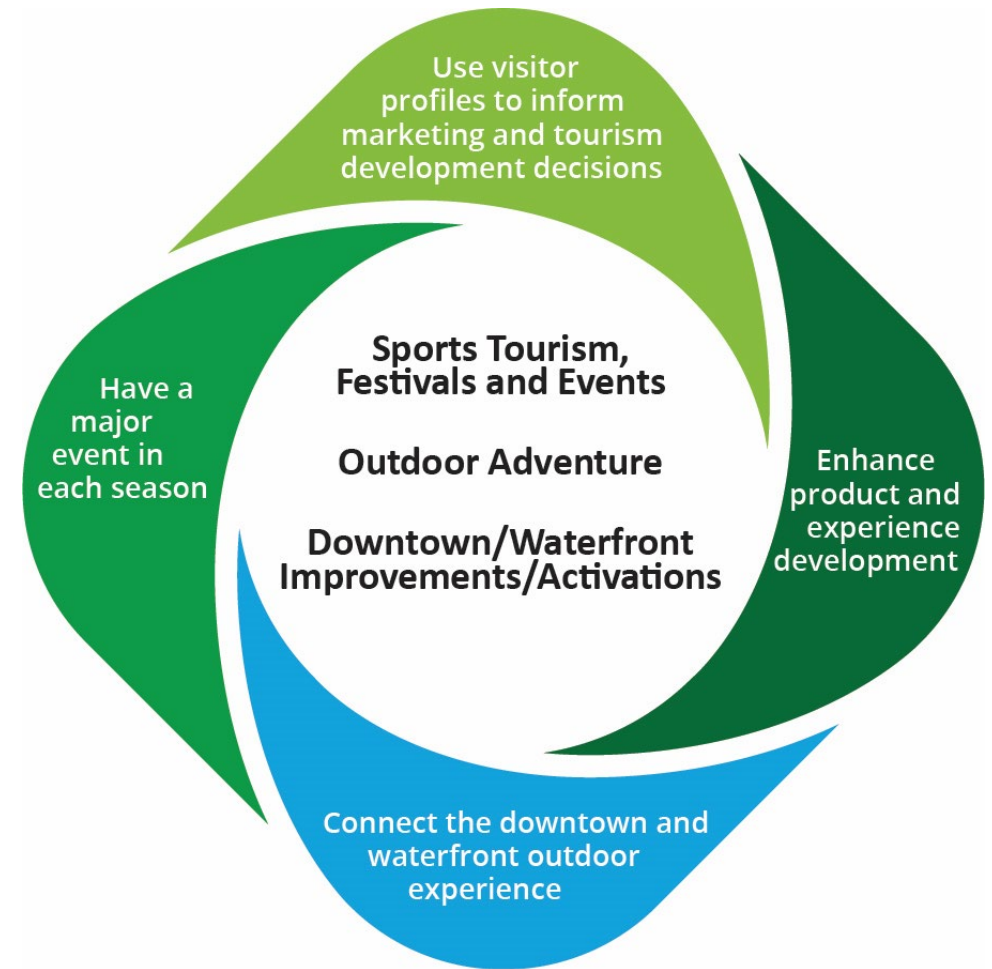 Use visitor
profiles to inform
marketing and tourism
development decisions
Sports Tourism,
Festivals and Events
Outdoor Adventure
Downtown/Waterfront
Improvements/Activations
Have a
major
event in
each season
Enhance
product and
experience
development
Connect the downtown and
waterfront outdoor
experience